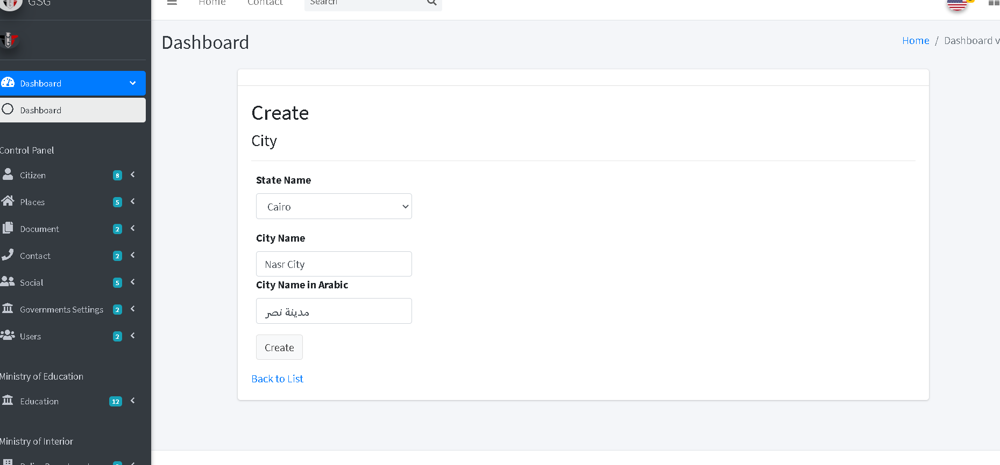 GSG
Home Contact Search
Dashboard
Home / Dashboard v
Dashboard
Dashboard
Control Panel
Citizen 8
Places 5
Document 2
Contact 2
Social 5
Governments Settings 2
Users 2
Ministry of Education
Education 12
Ministry of Interior
Create
City
State Name
Cairo
City Name
Nasr City
City Name in Arabic
مدينة نصر
Create
Back to List